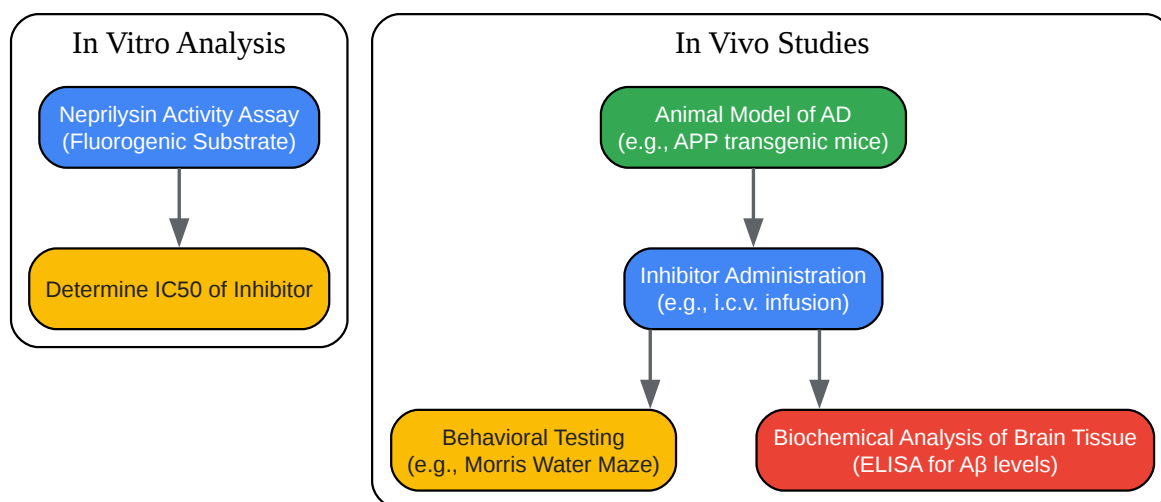 In Vitro Analysis
Neprilysin Activity Assay
(Fluorogenic Substrate)
Determine IC50 of Inhibitor
In Vivo Studies
Animal Model of AD
(e.g., APP transgenic mice)
Inhibitor Administration
(e.g., i.c.v. infusion)
Behavioral Testing
(e.g., Morris Water Maze)
Biochemical Analysis of Brain Tissue
(ELISA for Aβ levels)